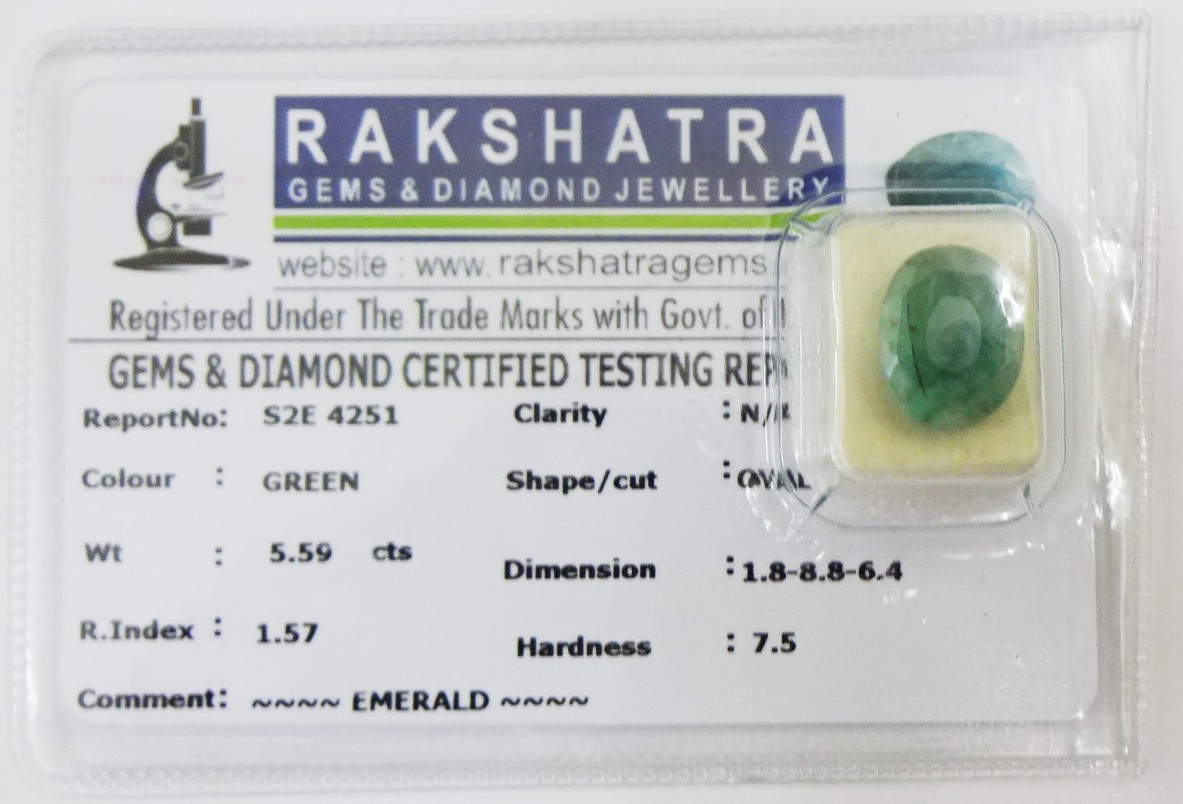 RAKSHATRA
GEMS & DIAMOND JEWELLERY
website : www. rakshatragems.
Registered Under The Trade Marks with Govt. of
GEMS & DIAMOND CERTIFIED TESTING
ReportNo: S2E 4251 Clarity :
Colour : GREEN Shape/cut : OVAL
Wt : 5.59 cts Dimension : 1.8-8.8-6.4
R.Index : 1.57 Hardness : 7.5
Comment: ~~~~ EMERALD ~~~~